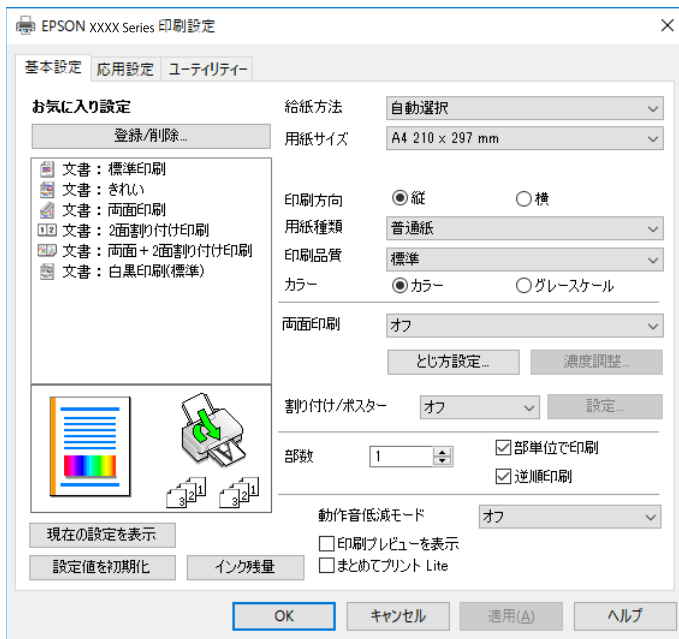 EPSON XXXX Series 印刷設定
基本設定 応用設定 ユーティリティー
お気に入り設定
登録/削除...
文書：標準印刷
文書：きれい
文書：両面印刷
1 2 文書：2面割り付け印刷
文書：両面＋2面割り付け印刷
文書：白黒印刷(標準)
3 2 1 3 2 1
現在の設定を表示
設定値を初期化 インク残量
給紙方法 自動選択
用紙サイズ A4 210 x 297 mm
印刷方向 縦 横
用紙種類 普通紙
印刷品質 標準
カラー カラー グレースケール
両面印刷 オフ
とじ方設定... 濃度調整...
割り付け/ポスター オフ 設定...
部数 1 部単位で印刷
逆順印刷
動作音低減モード オフ
印刷プレビューを表示
まとめてプリント Lite
OK キャンセル 適用(A) ヘルプ